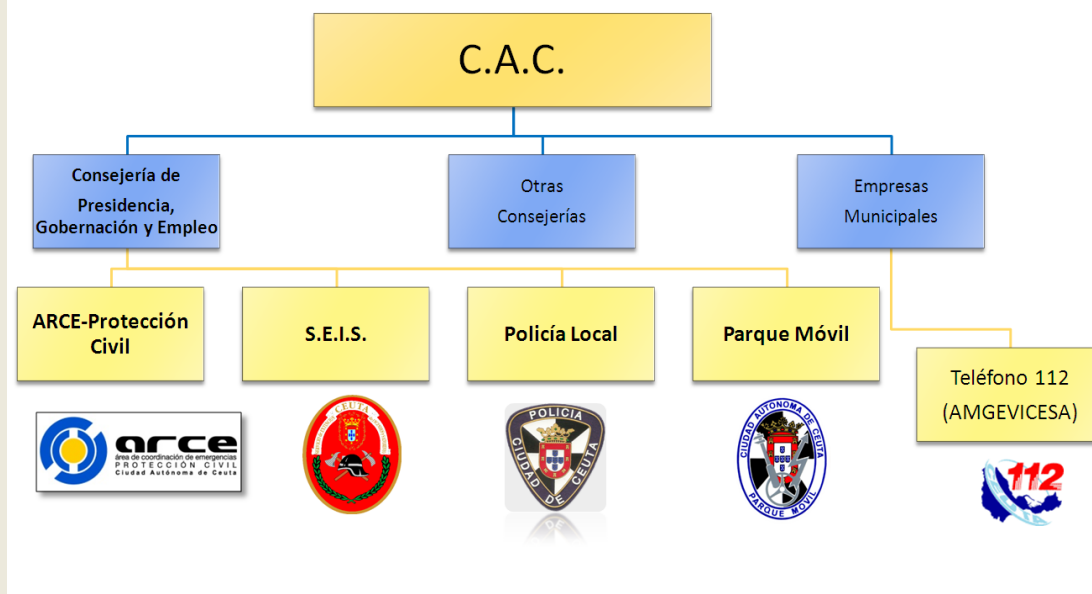 C.A.C.
Consejería de
Presidencia,
Gobernación y Empleo
Otras
Consejerías
Empresas
Municipales
ARCE-Protección
Civil
S.E.I.S.
Policía Local
Parque Móvil
Teléfono 112
(AMGEVICESA)
arce
área de coordinación de emergencias
PROTECCIÓN CIVIL
Ciudad Autónoma de Ceuta
CEUTA
POLICIA
CIUDAD DE CEUTA
CIUDAD AUTONOMA DE CEUTA
PARQUE MOVIL
112